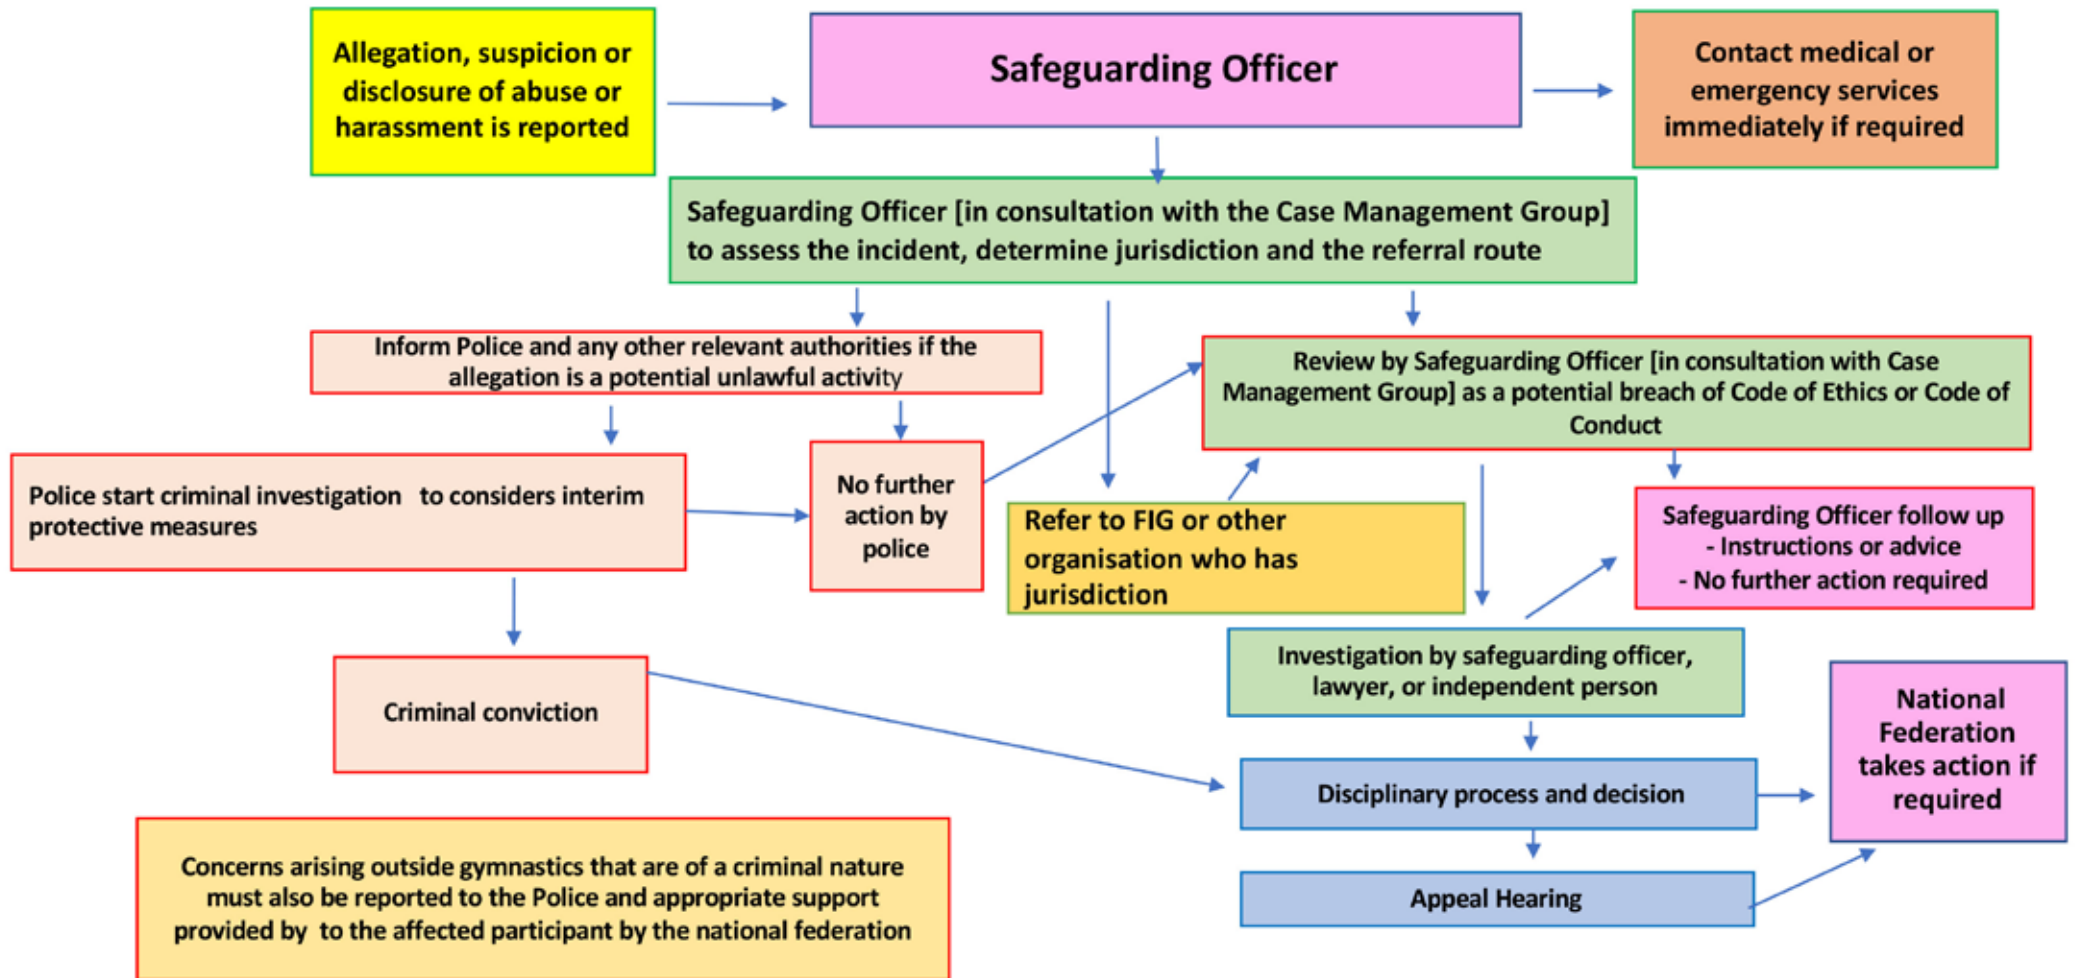 Allegation, suspicion or
disclosure of abuse or
harassment is reported
Safeguarding Officer
Contact medical or
emergency services
immediately if required
Safeguarding Officer [in consultation with the Case Management Group]
to assess the incident, determine jurisdiction and the referral route
Inform Police and any other relevant authorities if the
allegation is a potential unlawful activity
Review by Safeguarding Officer [in consultation with Case
Management Group] as a potential breach of Code of Ethics or Code of
Conduct
Police start criminal investigation to considers interim
protective measures
No further
action by
police
Refer to FIG or other
organisation who has
jurisdiction
Safeguarding Officer follow up
- Instructions or advice
- No further action required
Investigation by safeguarding officer,
lawyer, or independent person
Criminal conviction
National
Federation
takes action if
required
Disciplinary process and decision
Appeal Hearing
Concerns arising outside gymnastics that are of a criminal nature
must also be reported to the Police and appropriate support
provided by to the affected participant by the national federation